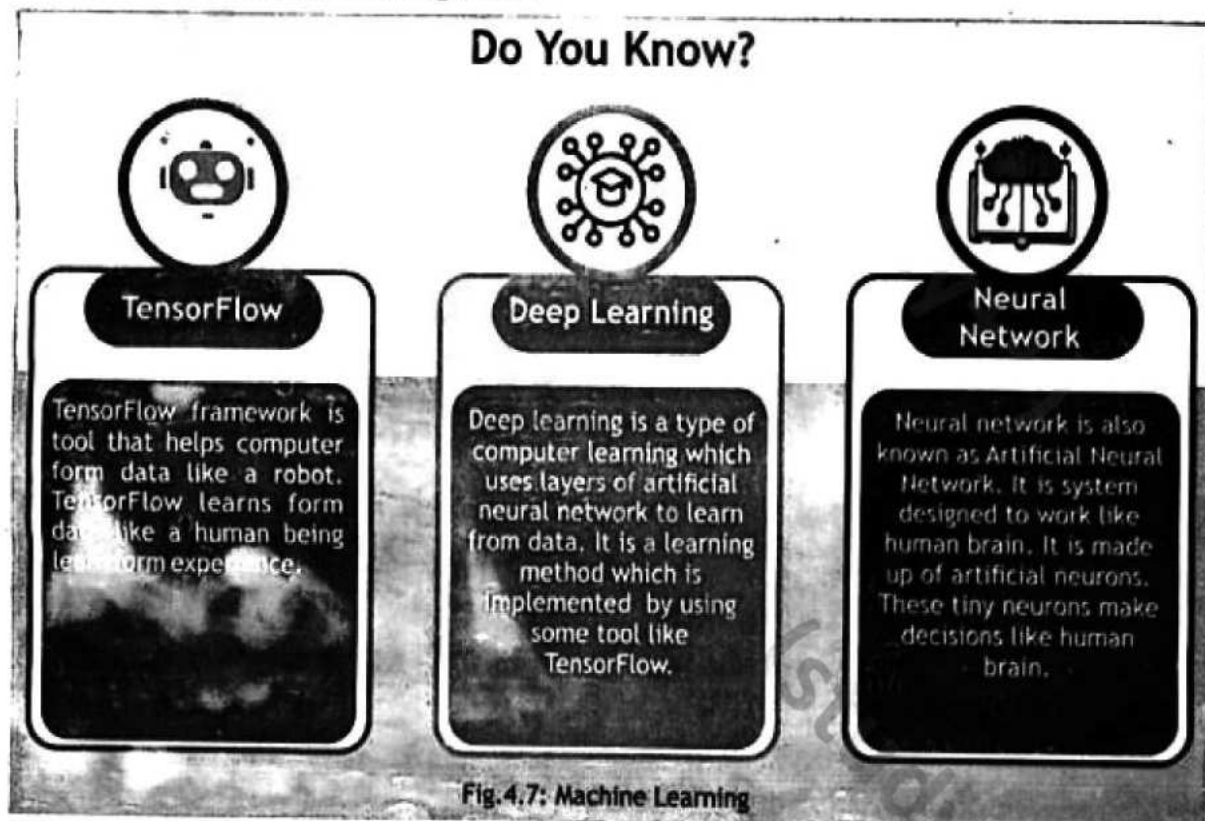 Do You Know?
TensorFlow
TensorFlow framework is
tool that helps computer
form data like a robot.
TensorFlow learns form
data like a human being
form experience.
Deep Learning
Deep learning is a type of
computer learning which
uses layers of artificial
neural network to learn
from data. It is a learning
method which is
implemented by using
some tool like
TensorFlow.
Neural
Network
Neural network is also
known as Artificial Neural
Network. It is system
designed to work like
human brain. It is made
up of artificial neurons.
These tiny neurons make
decisions like human
brain.
Fig.4.7: Machine Learning